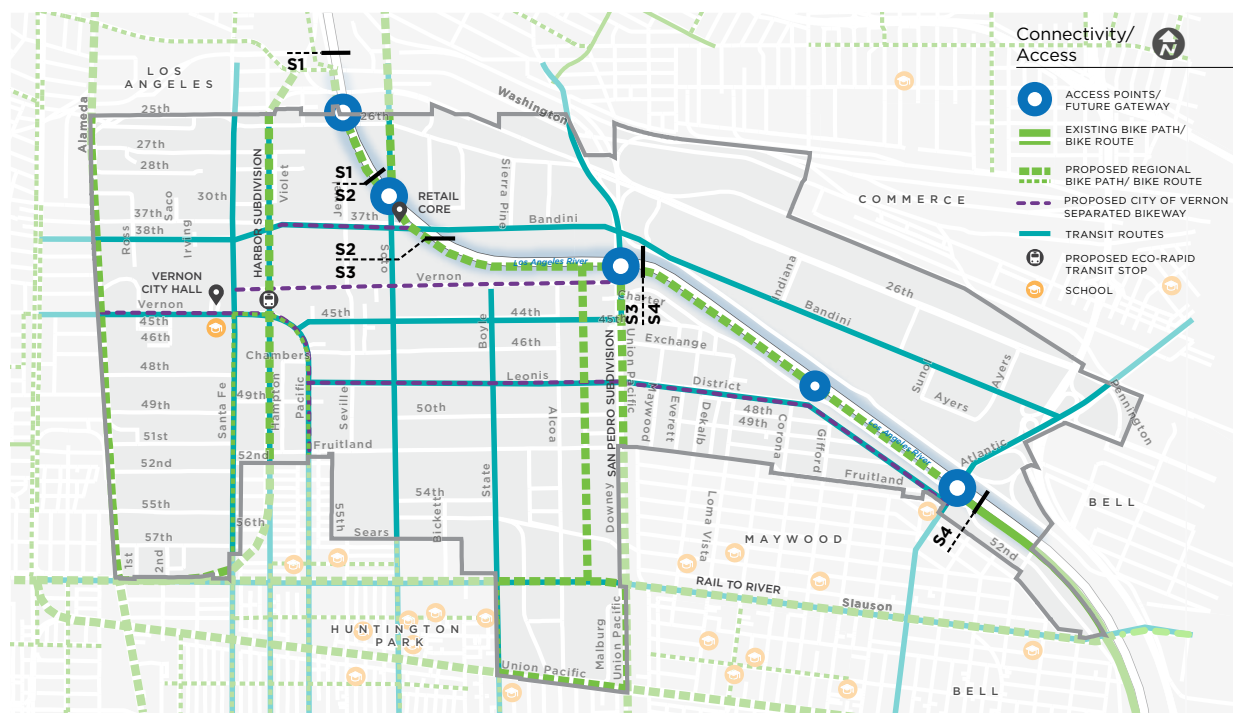 Connectivity/
Access
N
ACCESS POINTS/
FUTURE GATEWAY
EXISTING BIKE PATH/
BIKE ROUTE
PROPOSED REGIONAL
BIKE PATH/ BIKE ROUTE
PROPOSED CITY OF VERNON
SEPARATED BIKEWAY
TRANSIT ROUTES
PROPOSED ECO-RAPID
TRANSIT STOP
SCHOOL
S1
LOS
ANGELES
Washington
Alameda
25th
26th
27th
28th
HARBOR SUBDIVISION
Violet
S1
S2
Sierra Pine
30th
Saco
RETAIL
CORE
COMMERCE
37th
38th
Ross
Irving
37th
Bandini
Soto
S2
S3
Los Angeles River
Indiana
26th
VERNON
CITY HALL
Vernon
Vernon
Charter
Bandini
S3
S4
45th
46th
45th
44th
45th
Boyle
46th
Exchange
Union Pacific
SAN PEDRO SUBDIVISION
Chambers
48th
Leonis
District
Ayers
Ayers
Pennington
49th
49th
Santa Fe
Hampton
Pacific
Seville
50th
Alcoa
Maywood
Everett
Dekalb
48th
49th
Corona
Gifford
Los Angeles River
51st
52nd
52nd
Fruitland
Fruitland
Atlantic
State
54th
Bickett
55th
55th
56th
57th
Sears
Downey
Loma Vista
MAYWOOD
BELL
S4
52nd
1st
2nd
RAIL TO RIVER
Slauson
HUNTINGTON
PARK
Malburg
Union Pacific
Union Pacific
BELL